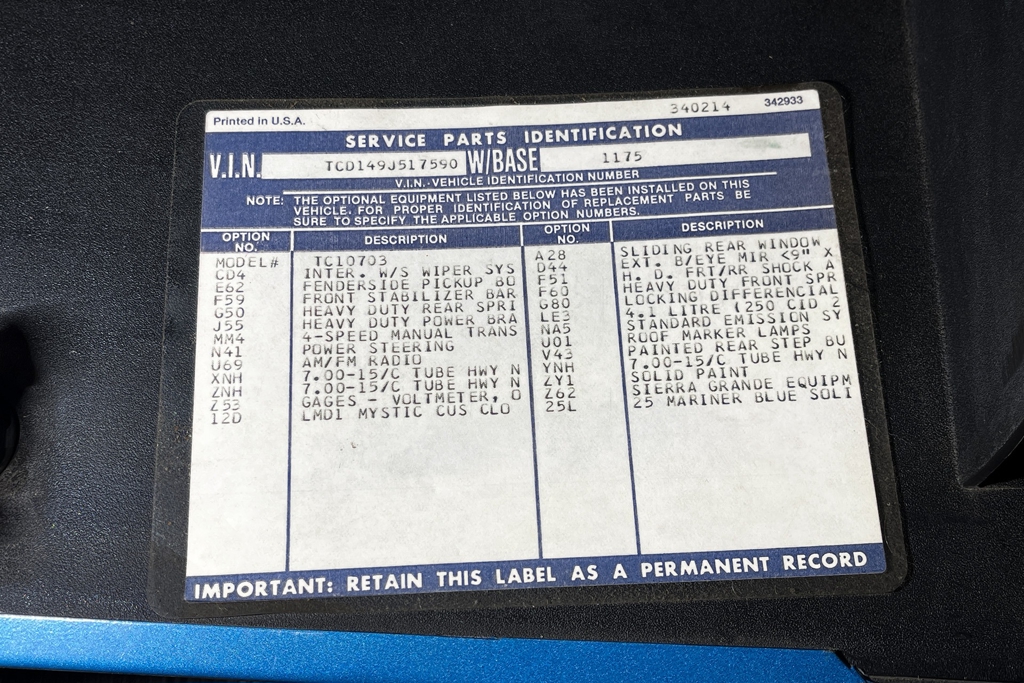 Printed in U.S.A. 340214 342933
SERVICE PARTS IDENTIFICATION
V.I.N. TCD149J517590 W/BASE 1175
V.I.N.-VEHICLE IDENTIFICATION NUMBER
NOTE: THE OPTIONAL EQUIPMENT LISTED BELOW HAS BEEN INSTALLED ON THIS
VEHICLE. FOR PROPER IDENTIFICATION OF REPLACEMENT PARTS BE
SURE TO SPECIFY THE APPLICABLE OPTION NUMBERS.
OPTION NO. DESCRIPTION
MODEL# TC10703
CD4 INTER. W/S WIPER SYS
E62 FENDERSIDE PICKUP BO
F59 FRONT STABILIZER BAR
G50 HEAVY DUTY REAR SPRI
J55 HEAVY DUTY POWER BRA
MM4 4-SPEED MANUAL TRANS
N41 POWER STEERING
U69 AM/FM RADIO
XNH 7.00-15/C TUBE HWY N
ZNH 7.00-15/C TUBE HWY N
Z53 GAGES - VOLTMETER, O
12D LMDI MYSTIC CUS CLO
OPTION NO. DESCRIPTION
A28 SLIDING REAR WINDOW,
D44 EXT. B/EYE MIR <9" X
F51 H. D. FRT/RR SHOCK A
F60 HEAVY DUTY FRONT SPR
G80 LOCKING DIFFERENCIAL
LE3 4.1 LITRE (250 CID 2
NA5 STANDARD EMISSION SY
U01 ROOF MARKER LAMPS
V43 PAINTED REAR STEP BU
YNH 7.00-15/C TUBE HWY N
ZY1 SOLID PAINT
Z62 SIERRA GRANDE EQUIPM
25L 25 MARINER BLUE SOLI
IMPORTANT: RETAIN THIS LABEL AS A PERMANENT RECORD